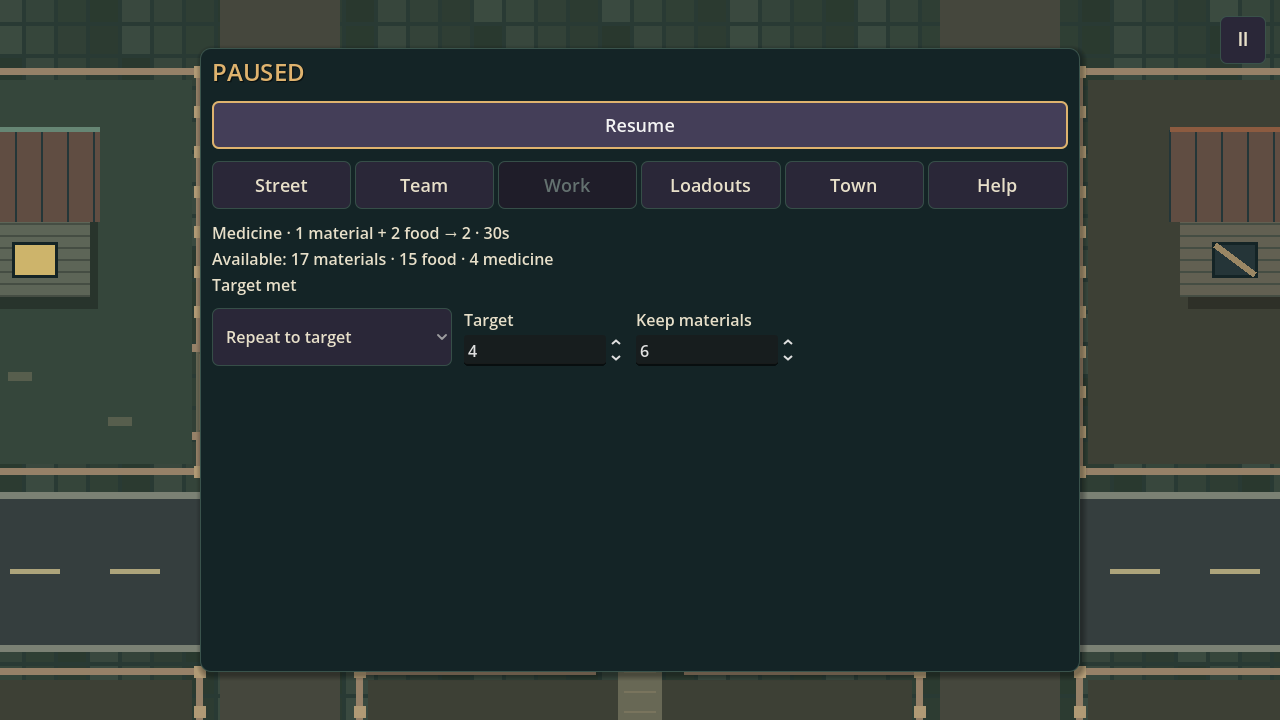 PAUSED
Resume
Street Team Work Loadouts Town Help
Medicine · 1 material + 2 food → 2 · 30s
Available: 17 materials · 15 food · 4 medicine
Target met
Repeat to target
Target
4
Keep materials
6